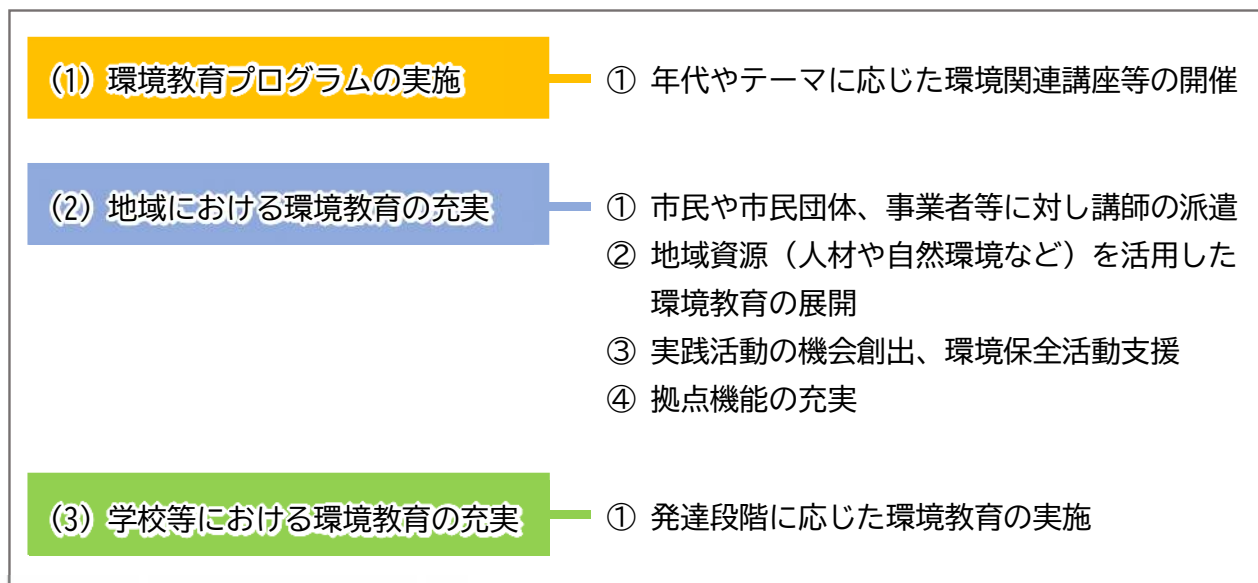 (1) 環境教育プログラムの実施
① 年代やテーマに応じた環境関連講座等の開催
(2) 地域における環境教育の充実
① 市民や市民団体、事業者等に対し講師の派遣
② 地域資源（人材や自然環境など）を活用した
環境教育の展開
③ 実践活動の機会創出、環境保全活動支援
④ 拠点機能の充実
(3) 学校等における環境教育の充実
① 発達段階に応じた環境教育の実施